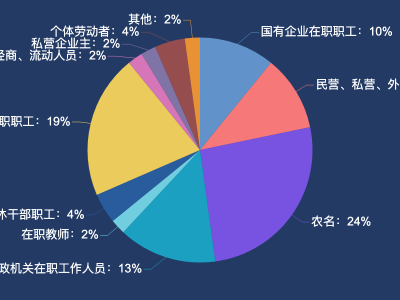 其他：2%
个体劳动者：4%
国有企业在职职工：10%
私营企业主：2%
经商、流动人员：2%
民营、私营、外
职职工：19%
农名：24%
休干部职工：4%
在职教师：2%
政机关在职工作人员：13%